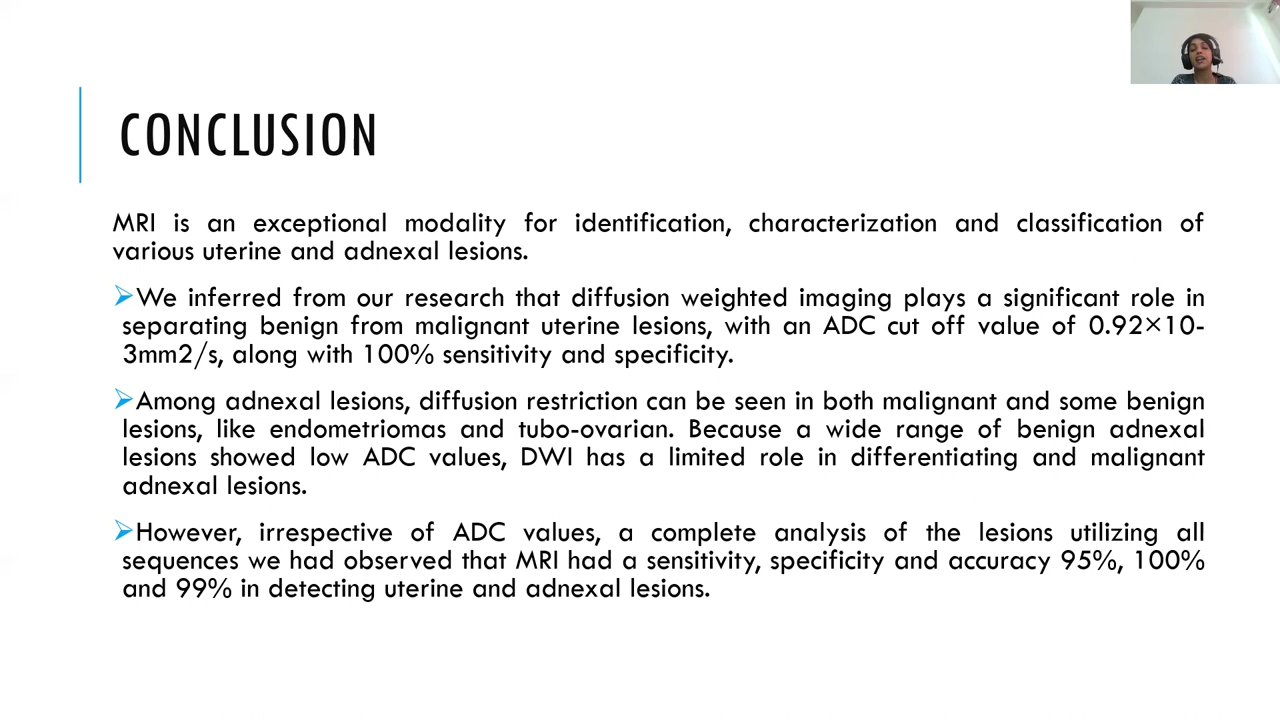 CONCLUSION
MRI is an exceptional modality for identification, characterization and classification of
various uterine and adnexal lesions.
➢We inferred from our research that diffusion weighted imaging plays a significant role in
separating benign from malignant uterine lesions, with an ADC cut off value of 0.92×10-
3mm2/s, along with 100% sensitivity and specificity.
➢Among adnexal lesions, diffusion restriction can be seen in both malignant and some benign
lesions, like endometriomas and tubo-ovarian. Because a wide range of benign adnexal
lesions showed low ADC values, DWI has a limited role in differentiating and malignant
adnexal lesions.
➢However, irrespective of ADC values, a complete analysis of the lesions utilizing all
sequences we had observed that MRI had a sensitivity, specificity and accuracy 95%, 100%
and 99% in detecting uterine and adnexal lesions.